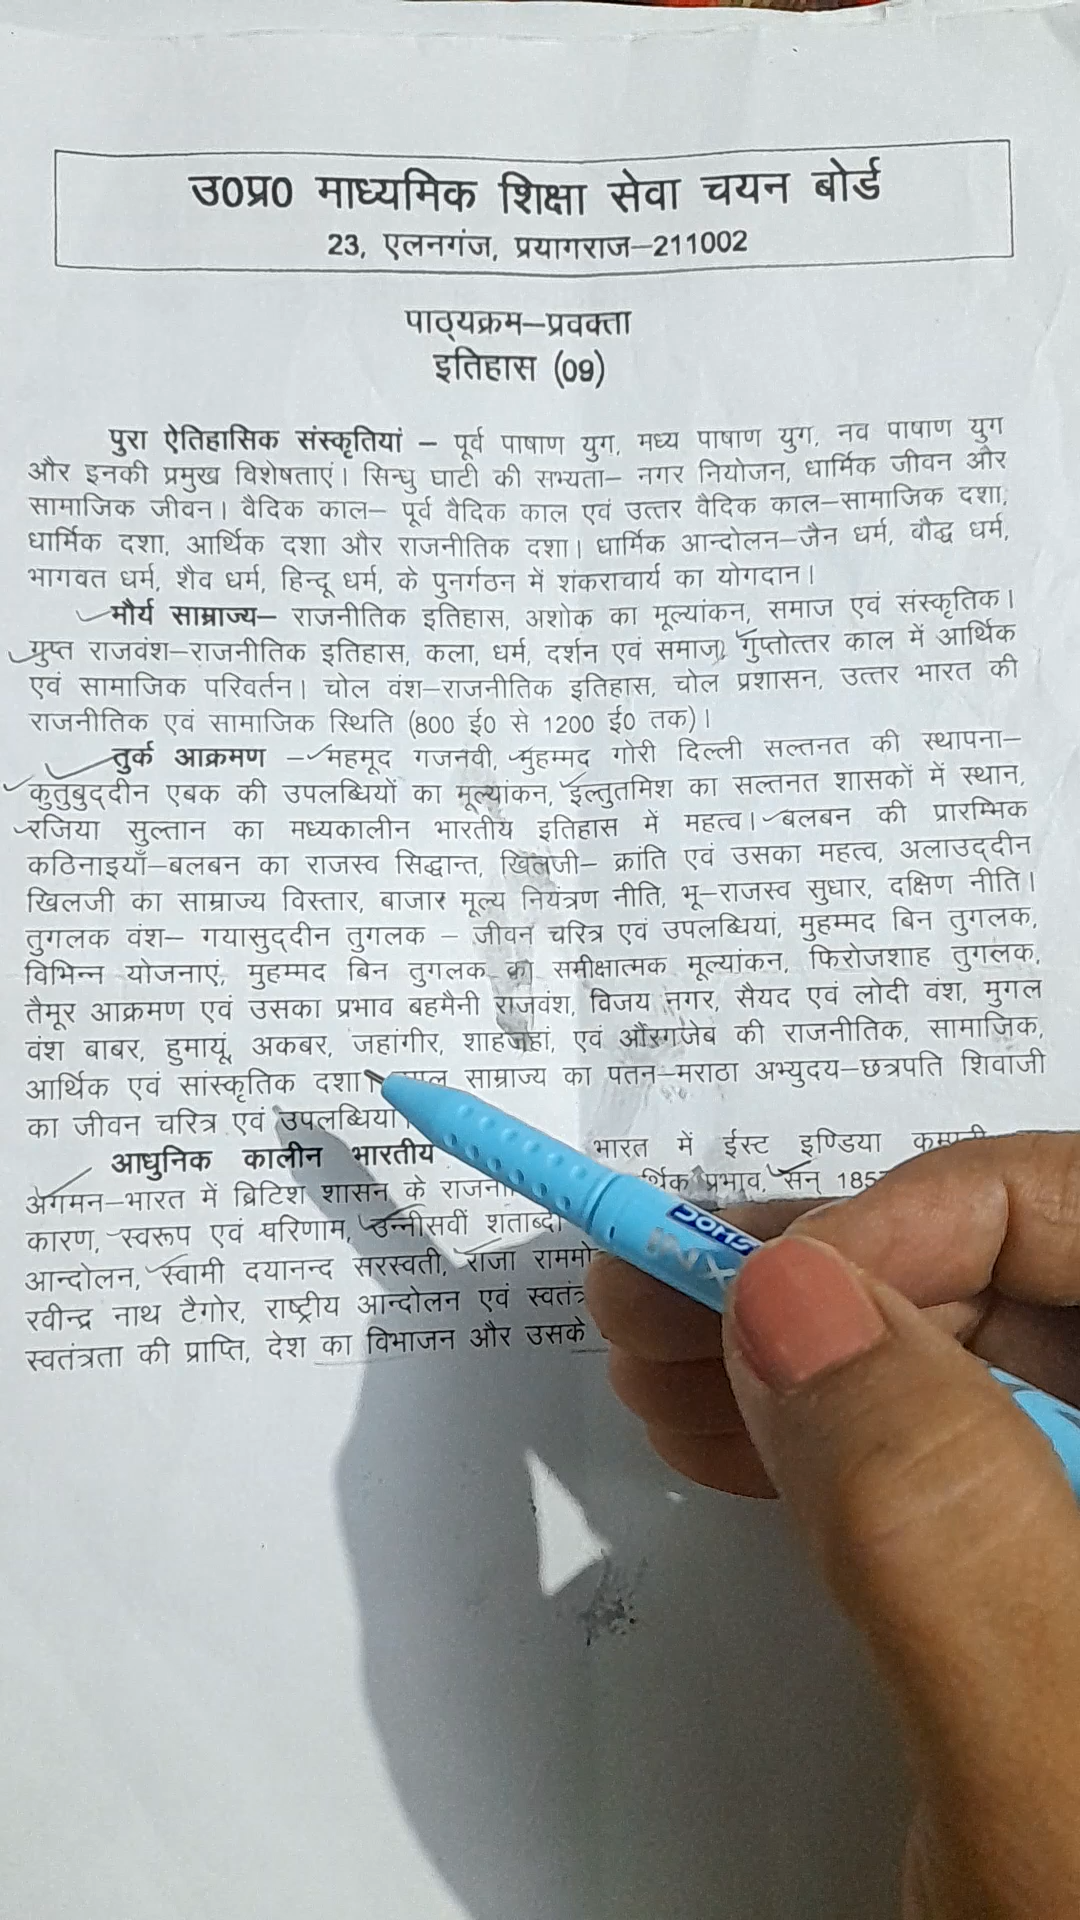 उ0प्र0 माध्यमिक शिक्षा सेवा चयन बोर्ड
23, एलनगंज, प्रयागराज–211002
पाठ्यक्रम–प्रवक्ता
इतिहास (09)
पुरा ऐतिहासिक संस्कृतियां – पूर्व पाषाण युग, मध्य पाषाण युग, नव पाषाण युग
और इनकी प्रमुख विशेषताएं। सिन्धु घाटी की सभ्यता– नगर नियोजन, धार्मिक जीवन और
सामाजिक जीवन। वैदिक काल– पूर्व वैदिक काल एवं उत्तर वैदिक काल–सामाजिक दशा,
धार्मिक दशा, आर्थिक दशा और राजनीतिक दशा। धार्मिक आन्दोलन–जैन धर्म, बौद्ध धर्म,
भागवत धर्म, शैव धर्म, हिन्दू धर्म, के पुनर्गठन में शंकराचार्य का योगदान।
मौर्य साम्राज्य– राजनीतिक इतिहास, अशोक का मूल्यांकन, समाज एवं संस्कृतिक।
गुप्त राजवंश–राजनीतिक इतिहास, कला, धर्म, दर्शन एवं समाज, गुप्तोत्तर काल में आर्थिक
एवं सामाजिक परिवर्तन। चोल वंश–राजनीतिक इतिहास, चोल प्रशासन, उत्तर भारत की
राजनीतिक एवं सामाजिक स्थिति (800 ई0 से 1200 ई0 तक)।
तुर्क आक्रमण – महमूद गजनवी, मुहम्मद गोरी दिल्ली सल्तनत की स्थापना–
कुतुबुद्दीन एबक की उपलब्धियों का मूल्यांकन, इल्तुतमिश का सल्तनत शासकों में स्थान,
रजिया सुल्तान का मध्यकालीन भारतीय इतिहास में महत्व। बलबन की प्रारम्भिक
कठिनाइयाँ–बलबन का राजस्व सिद्धान्त, खिलजी– क्रांति एवं उसका महत्व, अलाउद्दीन
खिलजी का साम्राज्य विस्तार, बाजार मूल्य नियंत्रण नीति, भू–राजस्व सुधार, दक्षिण नीति।
तुगलक वंश– गयासुद्दीन तुगलक – जीवन चरित्र एवं उपलब्धियां, मुहम्मद बिन तुगलक,
विभिन्न योजनाएं, मुहम्मद बिन तुगलक का समीक्षात्मक मूल्यांकन, फिरोजशाह तुगलक,
तैमूर आक्रमण एवं उसका प्रभाव बहमैनी राजवंश, विजय नगर, सैयद एवं लोदी वंश, मुगल
वंश बाबर, हुमायूं, अकबर, जहांगीर, शाहजहां, एवं औरंगजेब की राजनीतिक, सामाजिक,
आर्थिक एवं सांस्कृतिक दशा साम्राज्य का पतन–मराठा अभ्युदय–छत्रपति शिवाजी
का जीवन चरित्र एवं उपलब्धियां
आधुनिक कालीन भारतीय भारत में ईस्ट इण्डिया कम्पनी
अगमन–भारत में ब्रिटिश शासन के प्रभाव, सन्
कारण, स्वरूप एवं परिणाम, उन्नीसवीं शताब्दी
आन्दोलन, स्वामी दयानन्द सरस्वती, राजा
रवीन्द्र नाथ टैगोर, राष्ट्रीय आन्दोलन एवं
स्वतंत्रता की प्राप्ति, देश का विभाजन और उसके